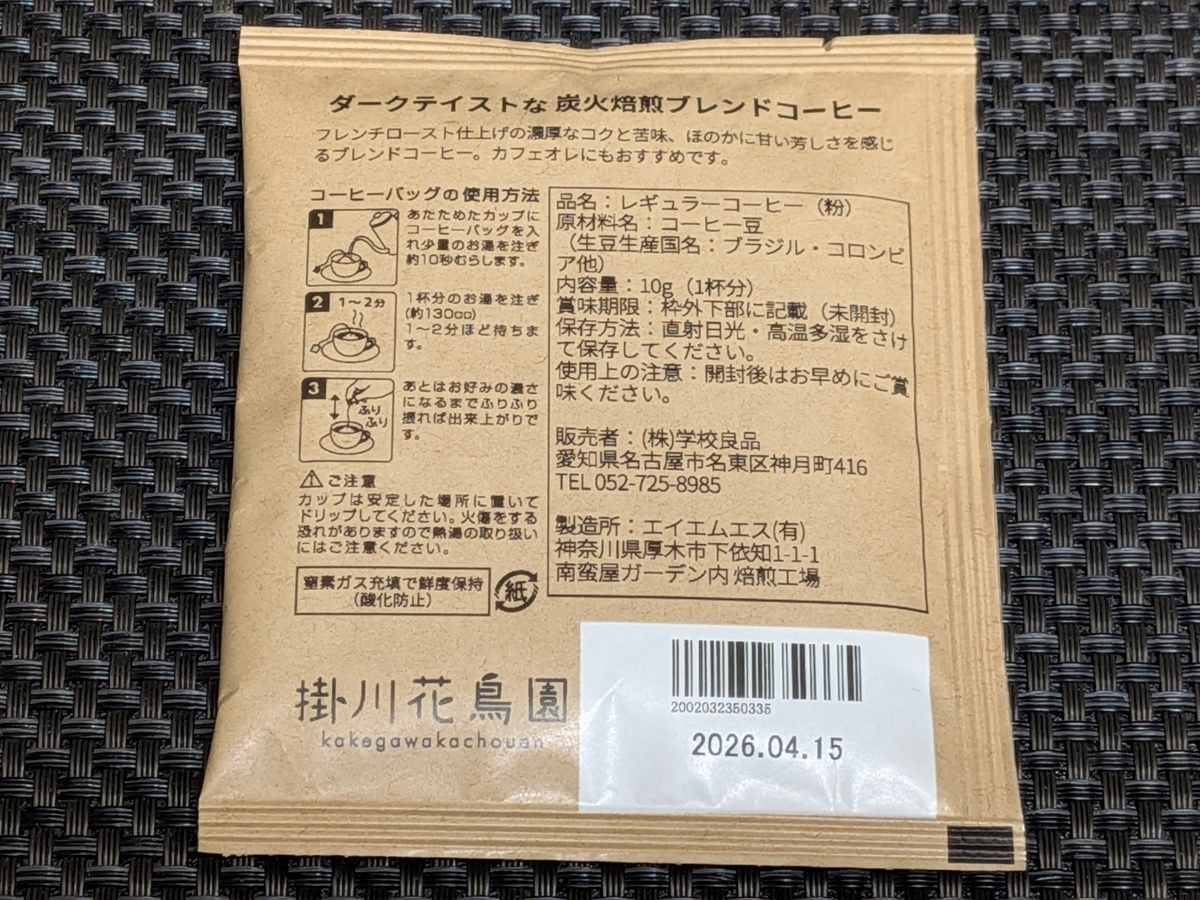 ダークテイストな 炭火焙煎ブレンドコーヒー
フレンチロースト仕上げの濃厚なコクと苦味、ほのかに甘い芳しさを感じ
るブレンドコーヒー。カフェオレにもおすすめです。
コーヒーバッグの使用方法
1
あたためたカップに
コーヒーバッグを入
れ少量のお湯を注ぎ
約10秒むらします。
2 1〜2分
1杯分のお湯を注ぎ
(約130cc)
1〜2分ほど待ちま
す。
3
ふり
ふり
あとはお好みの濃さ
になるまでふりふり
振れば出来上がりで
す。
⚠ご注意
カップは安定した場所に置いて
ドリップしてください。火傷をする
恐れがありますので熱湯の取り扱い
にはご注意ください。
窒素ガス充填で鮮度保持
(酸化防止)
紙
品名：レギュラーコーヒー（粉）
原材料名：コーヒー豆
（生豆生産国名：ブラジル・コロンビ
ア他）
内容量：10g（1杯分）
賞味期限：枠外下部に記載（未開封）
保存方法：直射日光・高温多湿をさけ
て保存してください。
使用上の注意：開封後はお早めにご賞
味ください。
販売者：(株)学校良品
愛知県名古屋市名東区神月町416
TEL 052-725-8985
製造所：エイエムエス(有)
神奈川県厚木市下依知1-1-1
南蛮屋ガーデン内 焙煎工場
掛川花鳥園
kakegawakachouen
2002032350335
2026.04.15